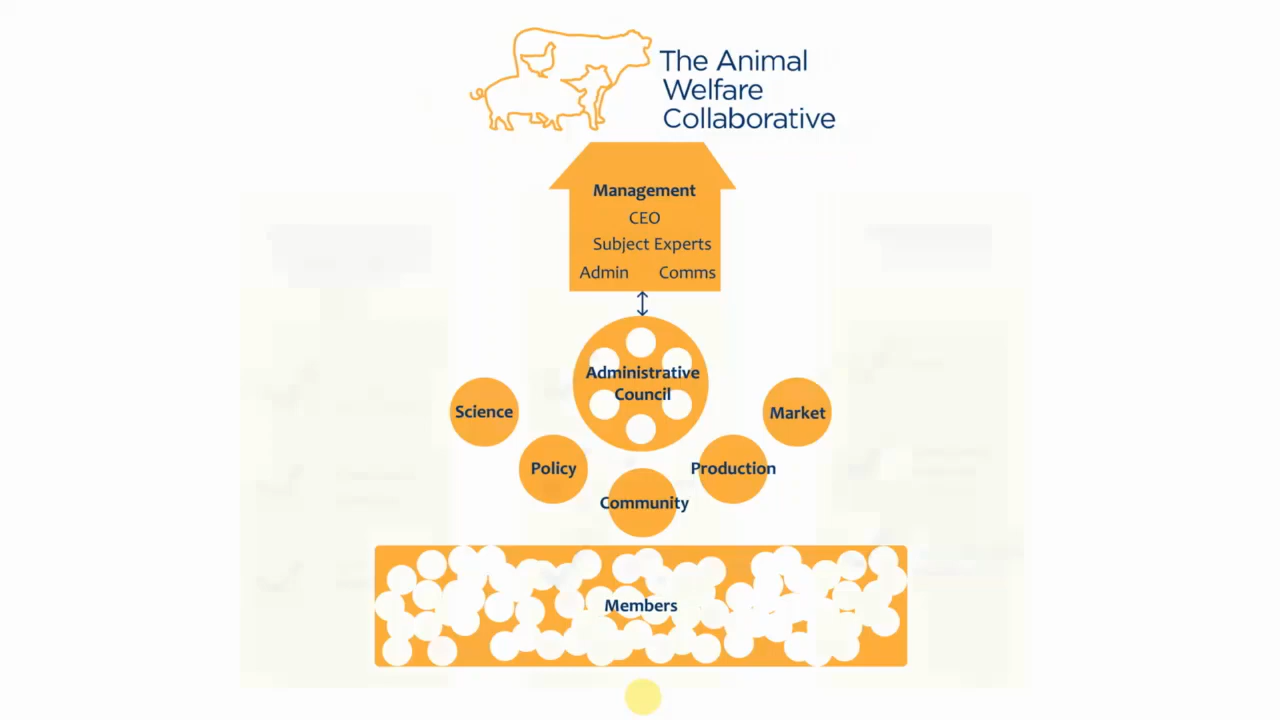 The Animal
Welfare
Collaborative
Management
CEO
Subject Experts
Admin Comms
Administrative
Council
Science
Market
Policy
Production
Community
Members